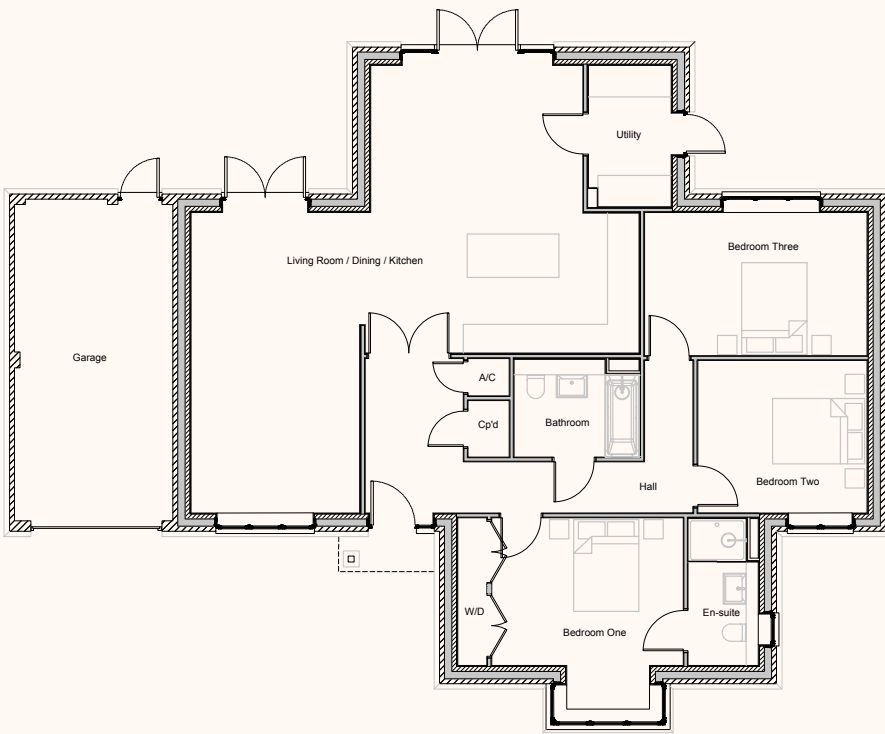 Utility
Bedroom Three
Living Room / Dining / Kitchen
Garage
A/C
Cp'd
Bathroom
Bedroom Two
Hall
W/D
En-suite
Bedroom One